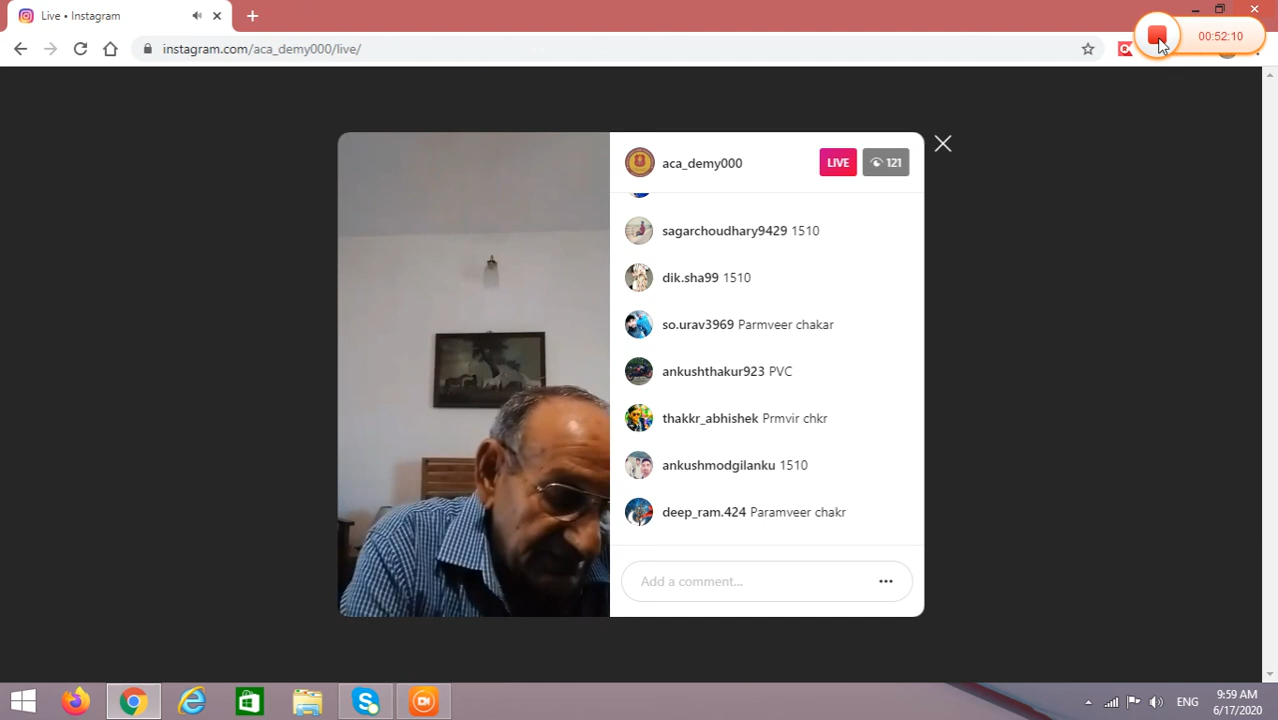 Live • Instagram
00:52:10
instagram.com/aca_demy000/live/
aca_demy000
LIVE
121
sagarchoudhary9429 1510
dik.sha99 1510
so.urav3969 Parmveer chakar
ankushthakur923 PVC
thakkr_abhishek Prmvir chkr
ankushmodgilanku 1510
deep_ram.424 Paramveer chakr
Add a comment...
ENG
9:59 AM
6/17/2020